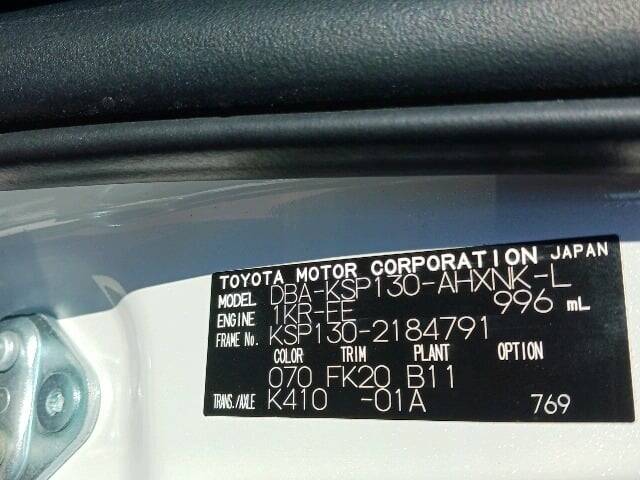 TOYOTA MOTOR CORPORATION JAPAN
MODEL DBA-KSP130-AHXNK-L
ENGINE 1KR-FE 996 mL
FRAME No. KSP130-2184791
COLOR TRIM PLANT OPTION
070 FK20 B11
TRANS./AXLE K410 -01A 769